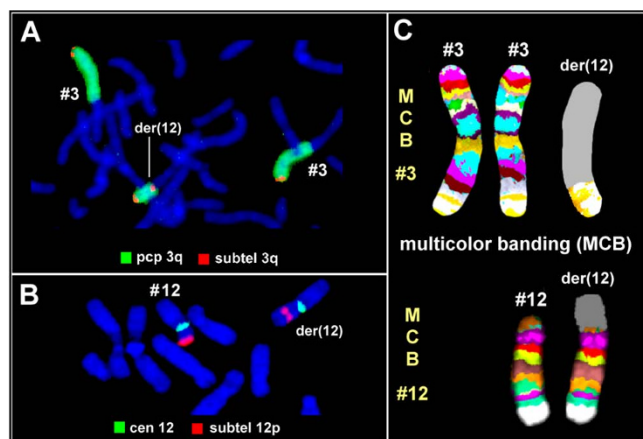 A
#3
der(12)
#3
pcp 3q subtel 3q
B
#12
der(12)
cen 12 subtel 12p
C
#3 #3
der(12)
M
C
B
#3
multicolor banding (MCB)
#12
der(12)
M
C
B
#12